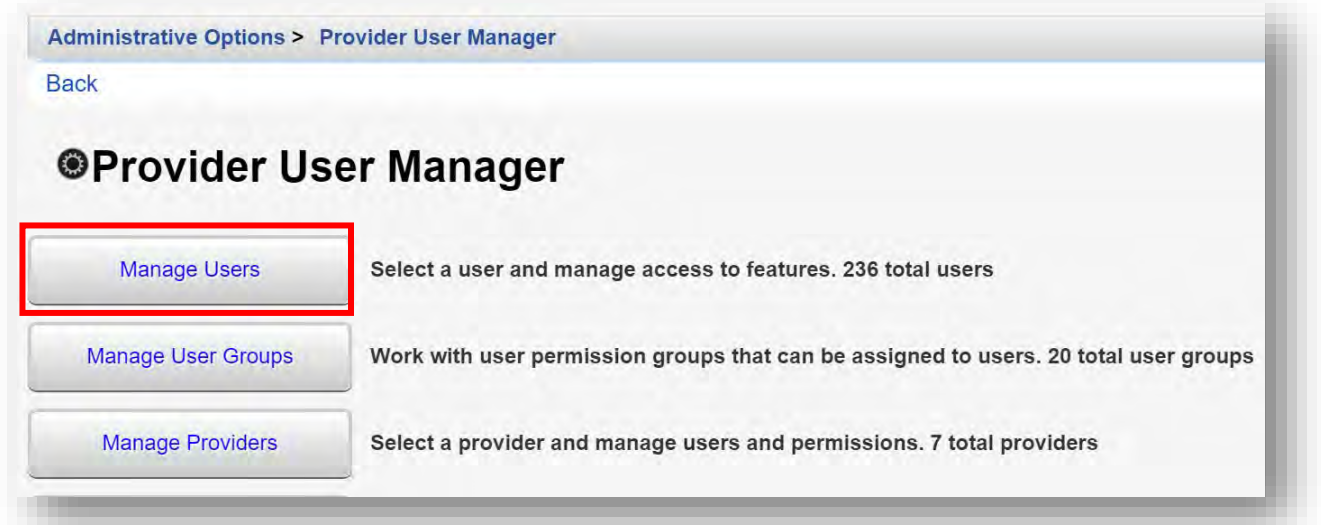 Administrative Options > Provider User Manager
Back
Provider User Manager
Manage Users Select a user and manage access to features. 236 total users
Manage User Groups Work with user permission groups that can be assigned to users. 20 total user groups
Manage Providers Select a provider and manage users and permissions. 7 total providers